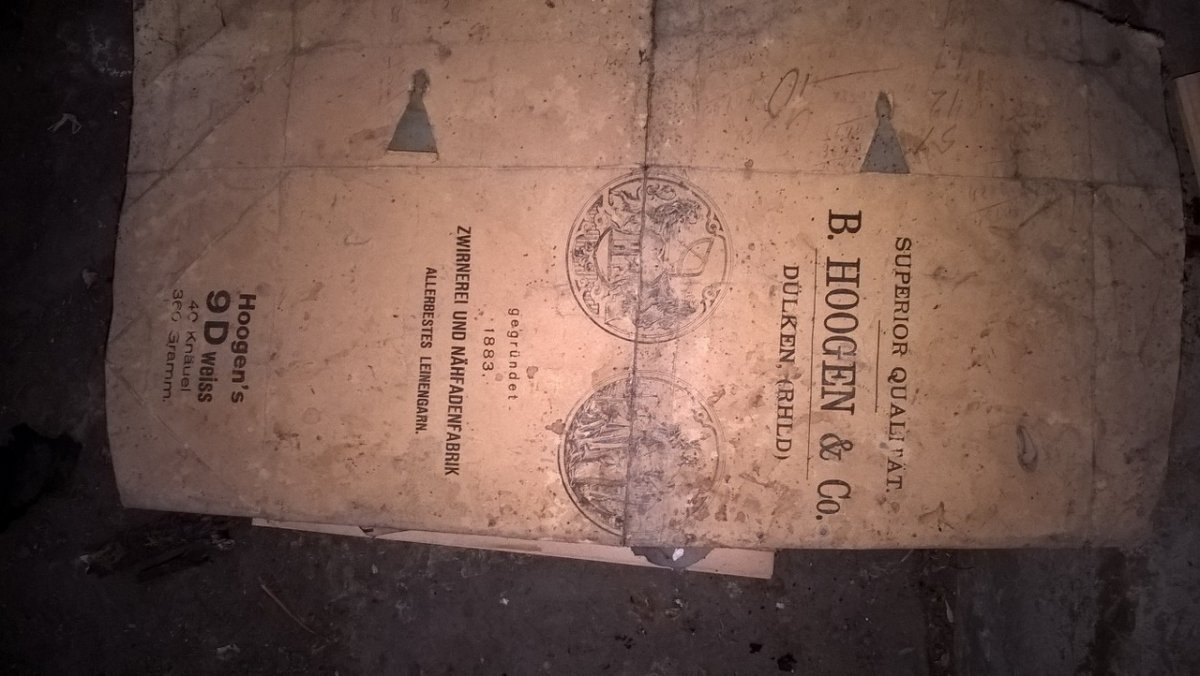 SUPERIOR QUALITÄT.
B. HOOGEN & Co.
DÜLKEN, (RHLD)
gegründet
1883.
ZWIRNEREI UND NÄHFADENFABRIK
ALLERBESTES LEINENGARN.
Hoogen's
9 D weiss
40 Knäuel
360 Gramm.